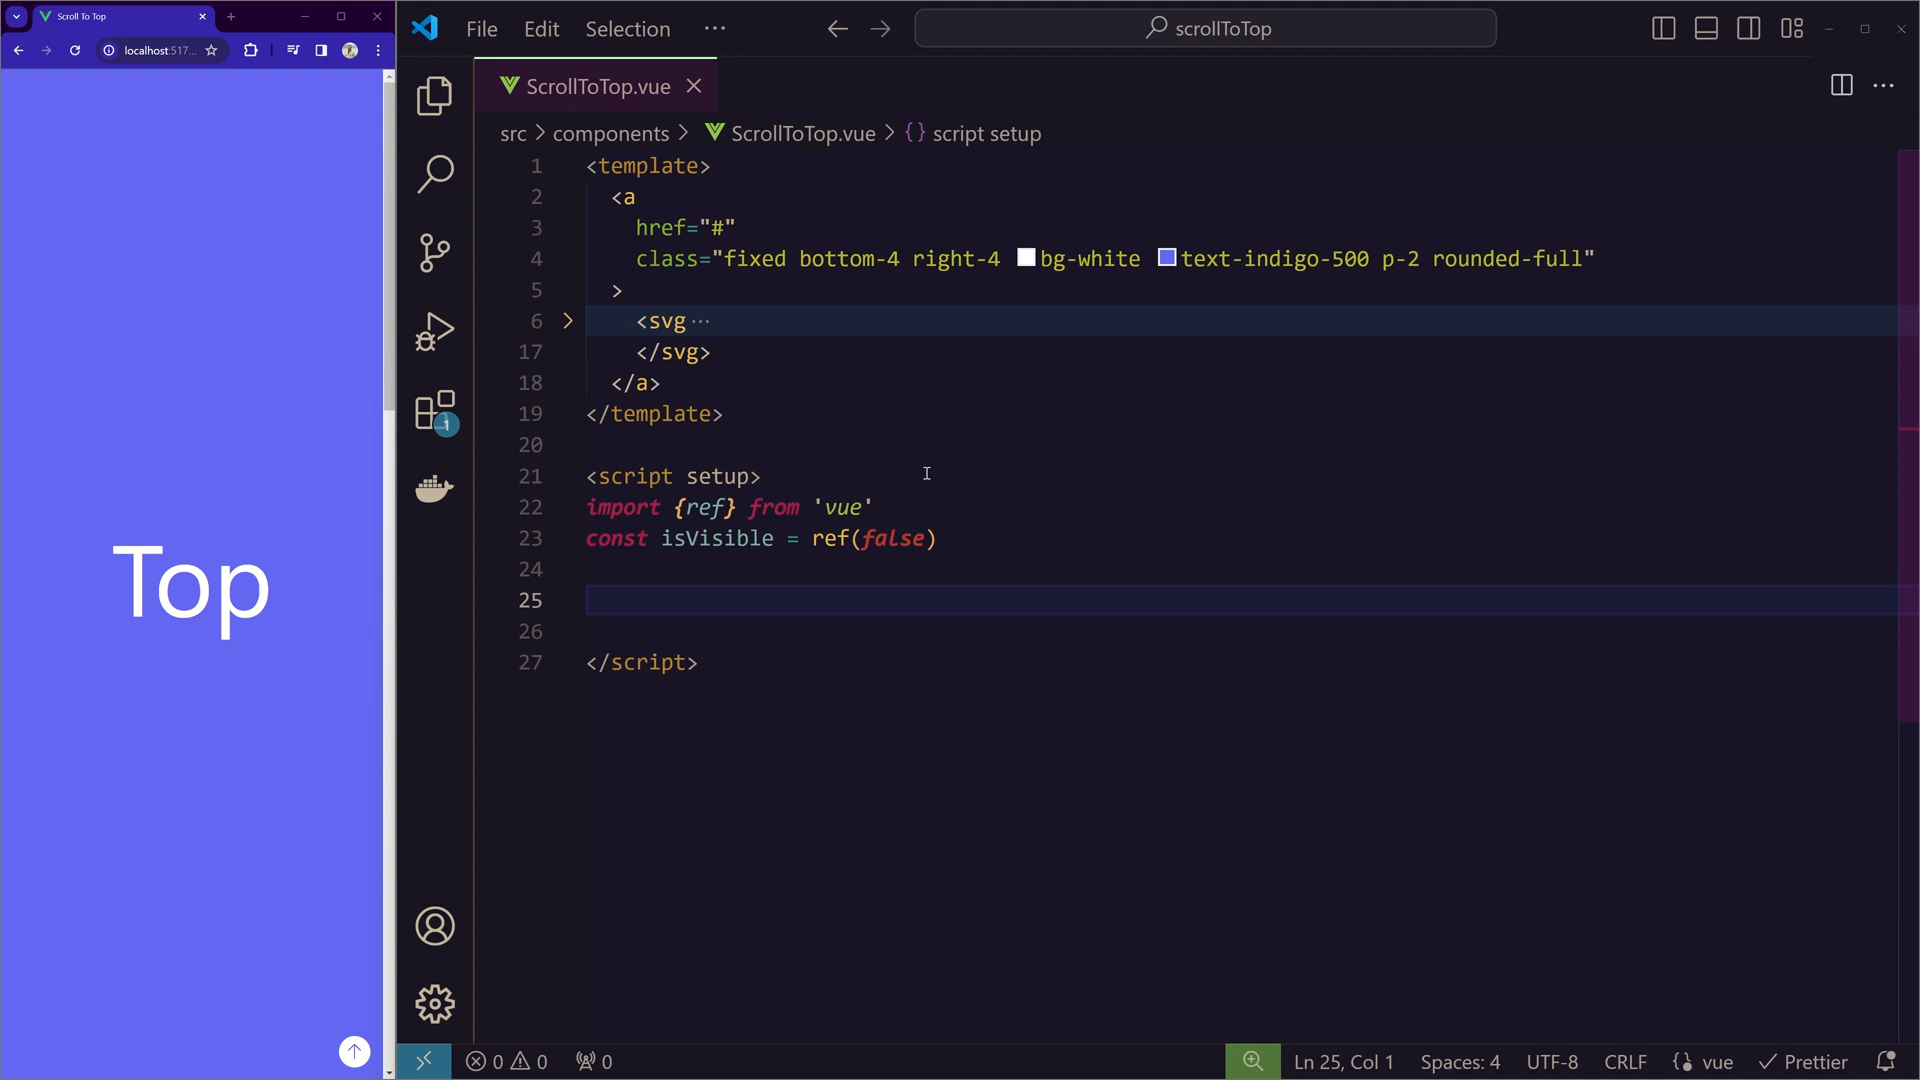 Scroll To Top
localhost:517...
Top
File Edit Selection ···
scrollToTop
ScrollToTop.vue
src > components > ScrollToTop.vue > {} script setup
1 <template>
2 <a
3 href="#"
4 class="fixed bottom-4 right-4 bg-white text-indigo-500 p-2 rounded-full"
5 >
6 <svg···
17 </svg>
18 </a>
19 </template>
20
21 <script setup>
22 import {ref} from 'vue'
23 const isVisible = ref(false)
24
25
26
27 </script>
1
0 0 0
Ln 25, Col 1 Spaces: 4 UTF-8 CRLF vue Prettier